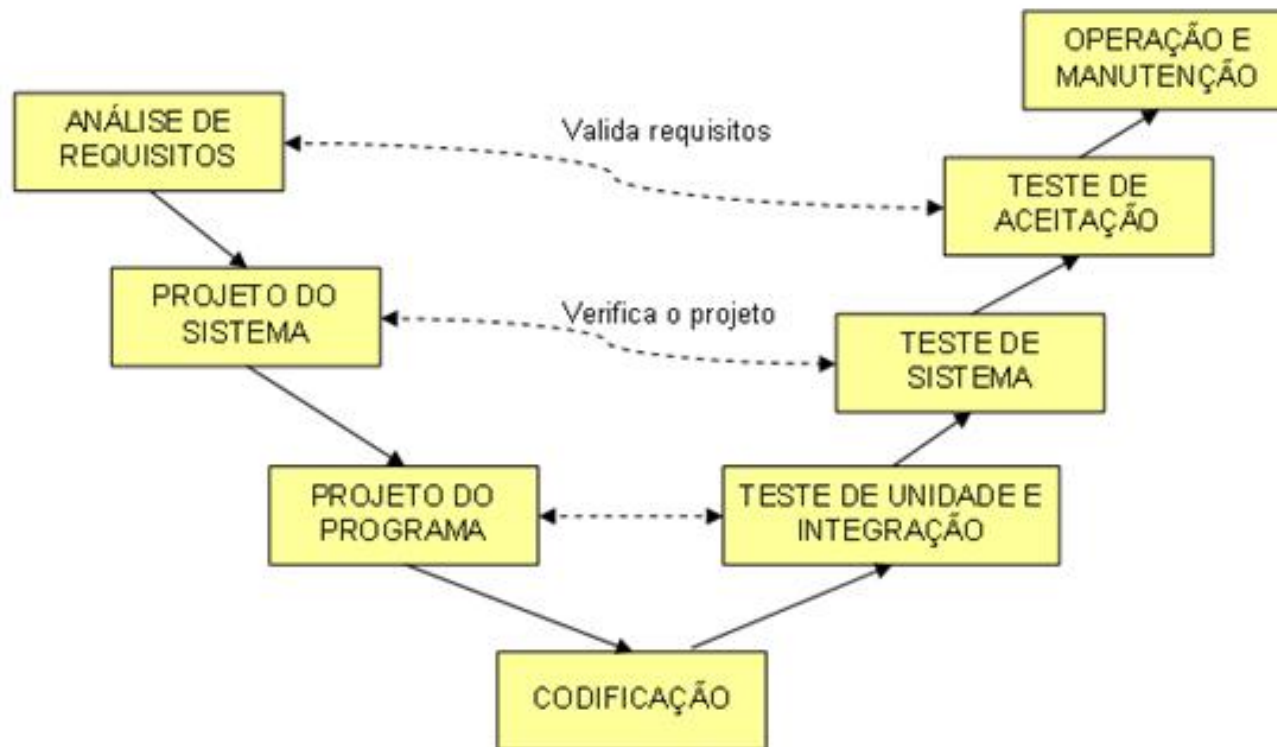 OPERAÇÃO E
MANUTENÇÃO
ANÁLISE DE
REQUISITOS
Valida requisitos
TESTE DE
ACEITAÇÃO
PROJETO DO
SISTEMA
Verifica o projeto
TESTE DE
SISTEMA
PROJETO DO
PROGRAMA
TESTE DE UNIDADE E
INTEGRAÇÃO
CODIFICAÇÃO